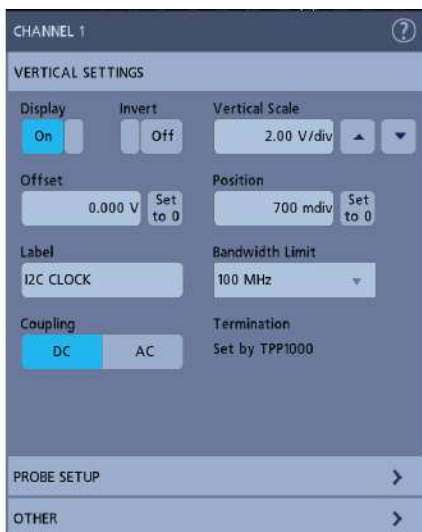 CHANNEL 1 ?
VERTICAL SETTINGS
Display Invert Vertical Scale
On Off 2.00 V/div
Offset Position
0.000 V Set to 0 700 mdiv Set to 0
Label Bandwidth Limit
I2C CLOCK 100 MHz
Coupling Termination
DC AC Set by TPP1000
PROBE SETUP
OTHER